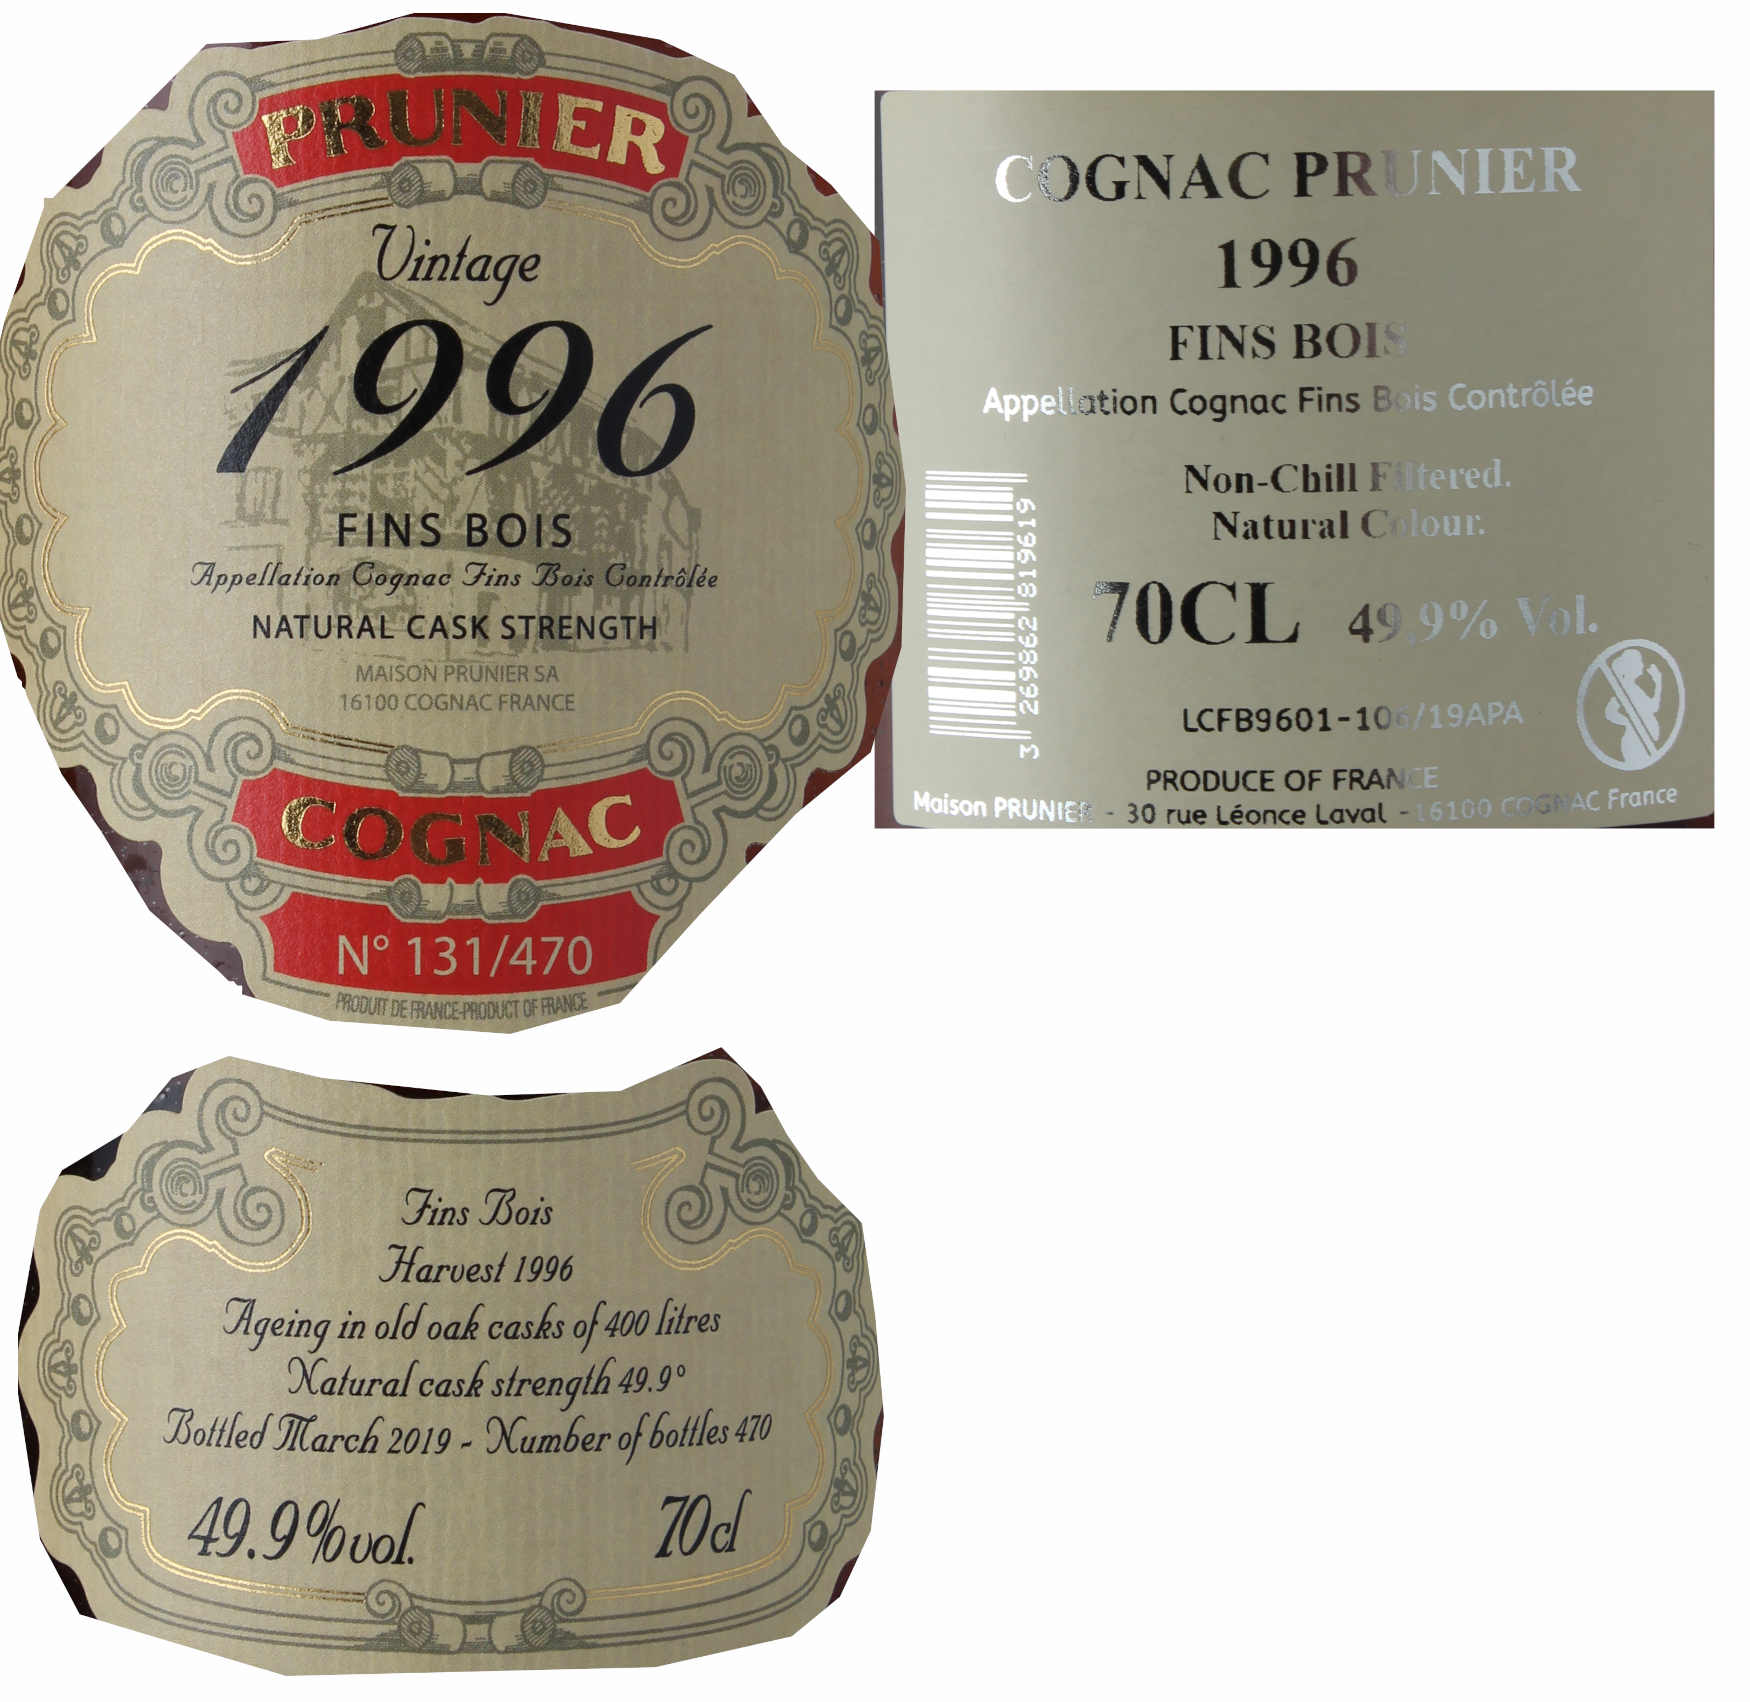 PRUNIER
Vintage
1996
FINS BOIS
Appellation Cognac Fins Bois Contrôlée
NATURAL CASK STRENGTH
MAISON PRUNIER SA
16100 COGNAC FRANCE
COGNAC
N° 131/470
PRODUIT DE FRANCE-PRODUCT OF FRANCE
COGNAC PRUNIER
1996
FINS BOIS
Appellation Cognac Fins Bois Contrôlée
Non-Chill Filtered.
Natural Colour.
70CL 49,9% Vol.
3 269862 819619
LCFB9601-106/19APA
PRODUCE OF FRANCE
Maison PRUNIER - 30 rue Léonce Laval - 16100 COGNAC France
Fins Bois
Harvest 1996
Ageing in old oak casks of 400 litres
Natural cask strength 49.9°
Bottled March 2019 - Number of bottles 470
49.9%vol. 70cl